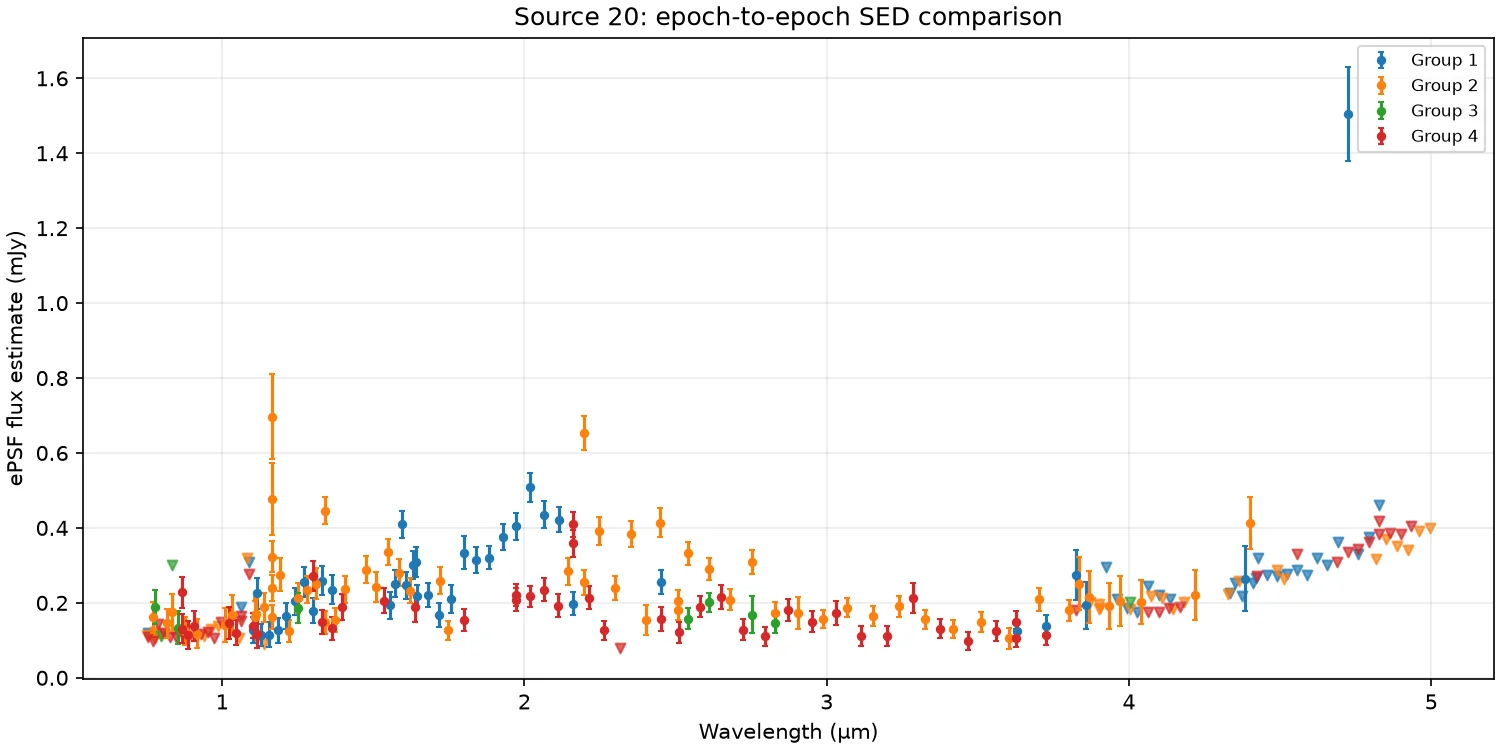 Source 20: epoch-to-epoch SED comparison
ePSF flux estimate (mJy)
1.6
1.4
1.2
1.0
0.8
0.6
0.4
0.2
0.0
Group 1
Group 2
Group 3
Group 4
1 2 3 4 5
Wavelength (μm)